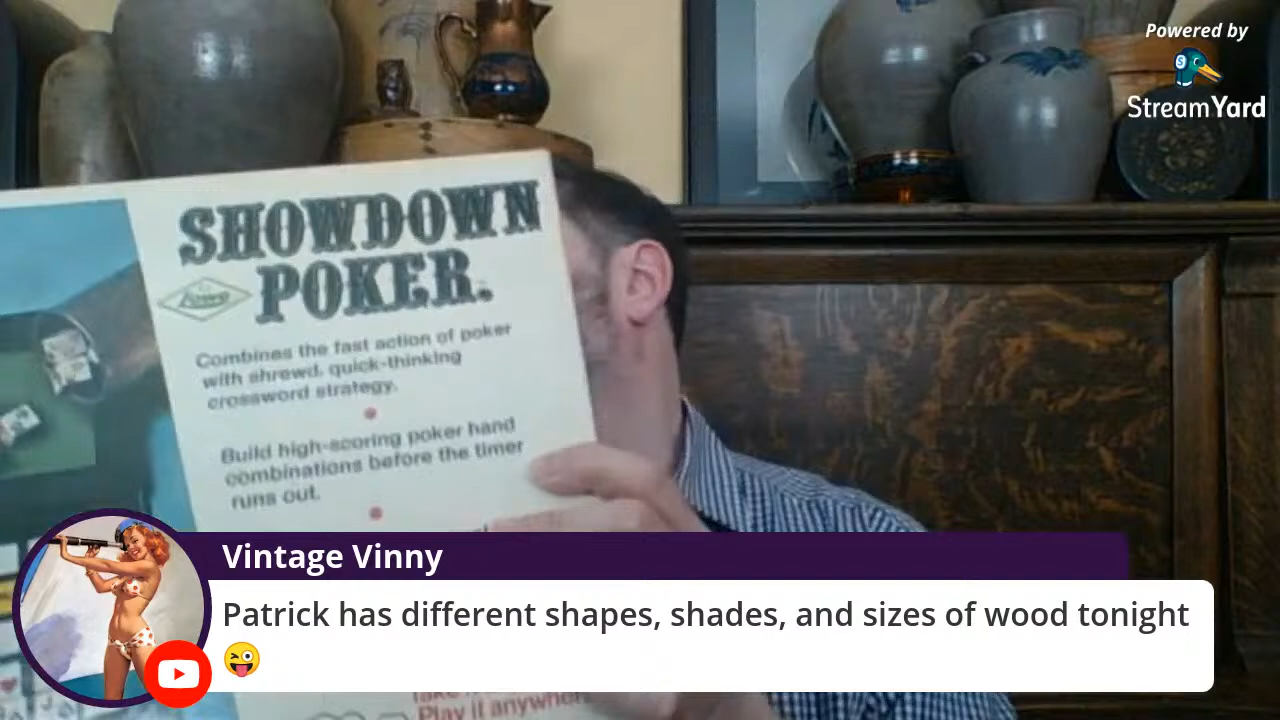 Powered by
StreamYard
SHOWDOWN
POKER.
Lowe
Combines the fast action of poker
with shrewd, quick-thinking
crossword strategy.
Build high-scoring poker hand
combinations before the timer
runs out.
Vintage Vinny
Patrick has different shapes, shades, and sizes of wood tonight
😜
Play it anywhere